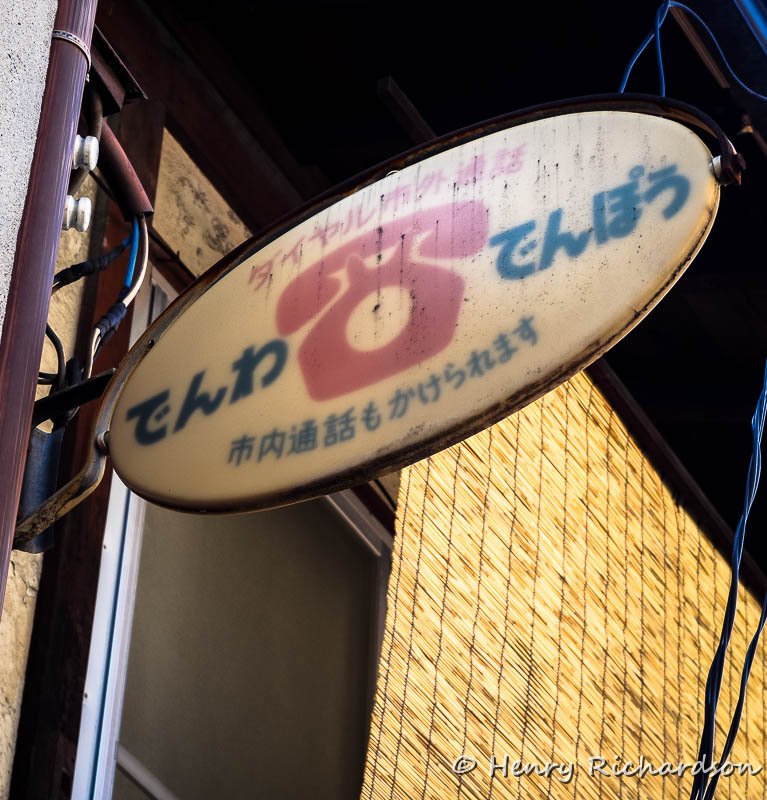 ダイヤル市外通話
でんわ でんぽう
市内通話もかけられます
© Henry Richardson